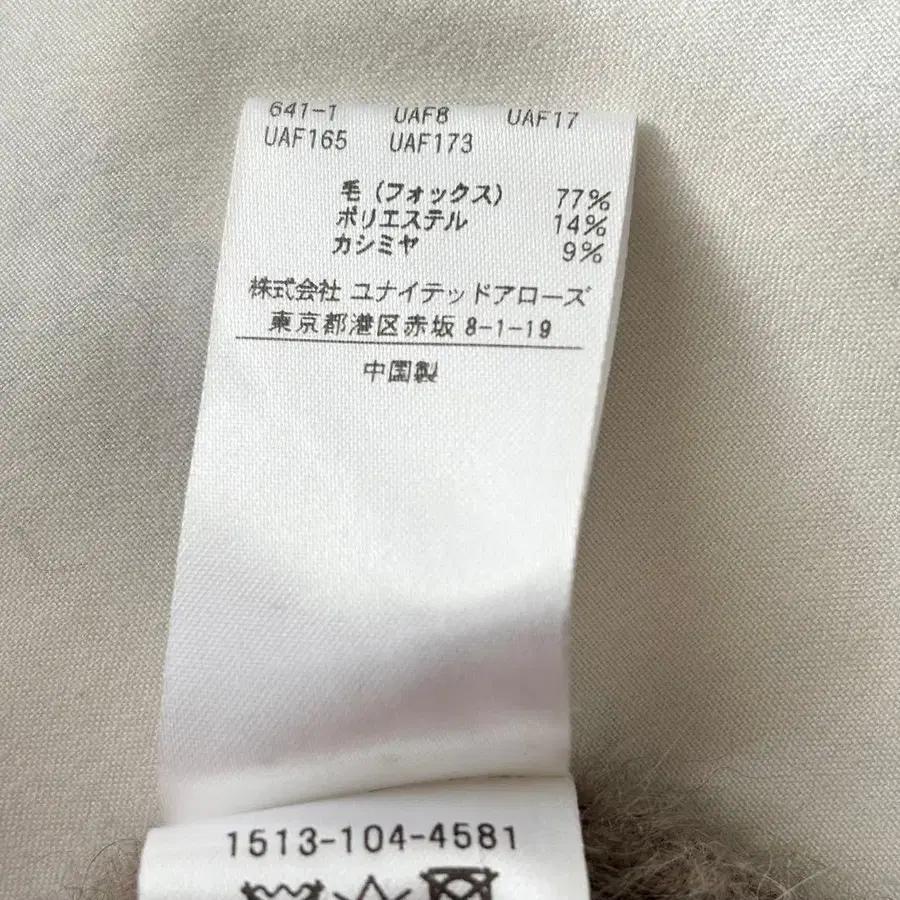 641-1 UAF8 UAF17
UAF165 UAF173
毛(フォックス) 77%
ポリエステル 14%
カシミヤ 9%
株式会社 ユナイテッドアローズ
東京都港区赤坂 8-1-19
中国製
1513-104-4581